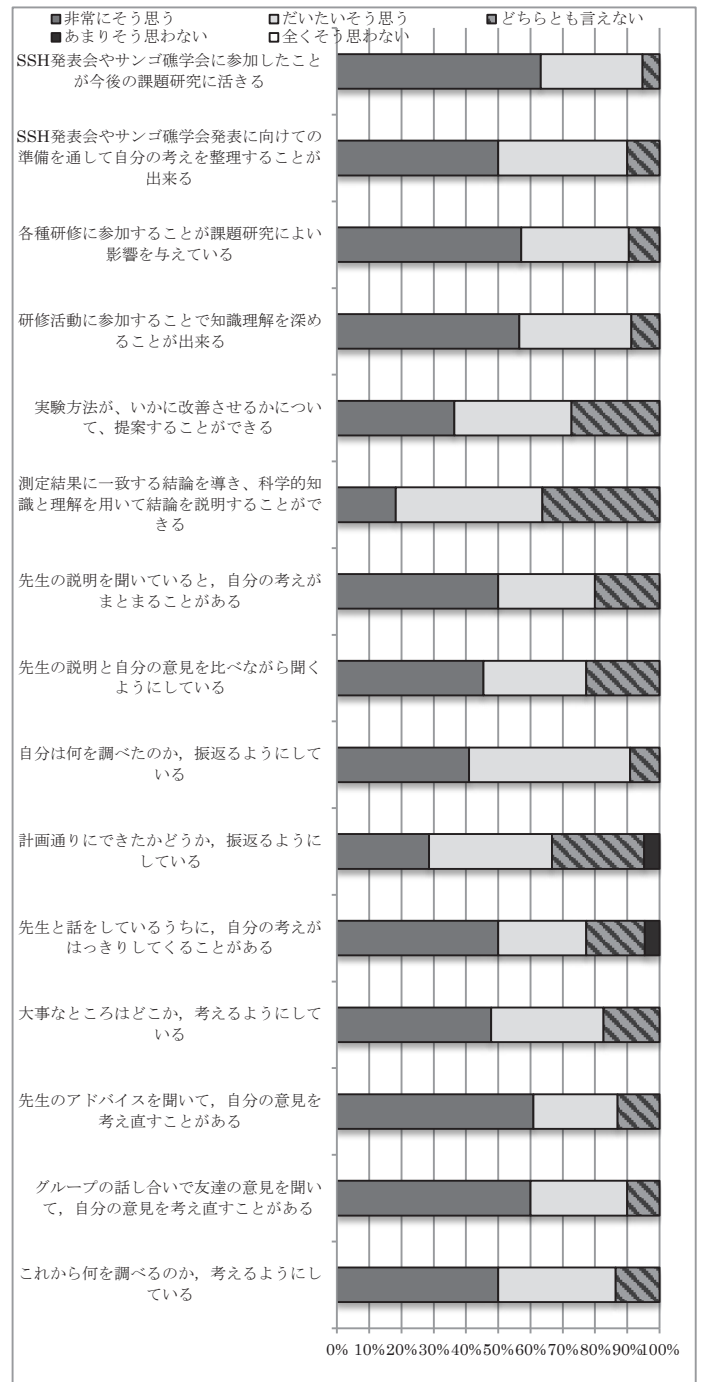 ■非常にそう思う □だいたいそう思う どちらとも言えない
■あまりそう思わない □全くそう思わない
SSH発表会やサンゴ礁学会に参加したこと
が今後の課題研究に活きる
SSH発表会やサンゴ礁学会発表に向けての
準備を通して自分の考えを整理することが
出来る
各種研修に参加することが課題研究によい
影響を与えている
研修活動に参加することで知識理解を深め
ることが出来る
実験方法が、いかに改善させるかについ
て、提案することができる
測定結果に一致する結論を導き、科学的知
識と理解を用いて結論を説明することがで
きる
先生の説明を聞いていると，自分の考えが
まとまることがある
先生の説明と自分の意見を比べながら聞く
ようにしている
自分は何を調べたのか，振返るようにして
いる
計画通りにできたかどうか，振返るように
している
先生と話をしているうちに，自分の考えが
はっきりしてくることがある
大事なところはどこか，考えるようにして
いる
先生のアドバイスを聞いて，自分の意見を
考え直すことがある
グループの話し合いで友達の意見を聞い
て，自分の意見を考え直すことがある
これから何を調べるのか，考えるようにし
ている
0% 10%20%30%40%50%60%70%80%90%100%